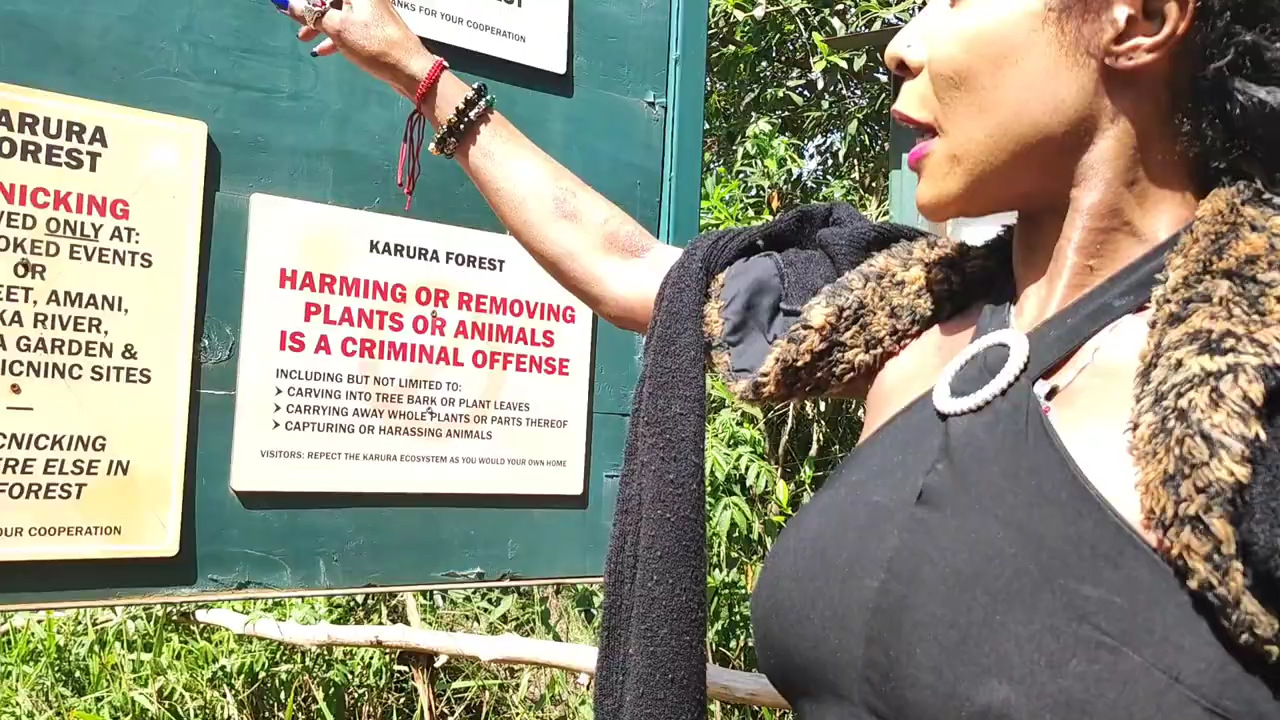 ANKS FOR YOUR COOPERATION
ARURA
OREST
NICKING
VED ONLY AT:
OKED EVENTS
OR
EET, AMANI,
KA RIVER,
A GARDEN &
ICNINC SITES
CNICKING
RE ELSE IN
FOREST
OUR COOPERATION
KARURA FOREST
HARMING OR REMOVING
PLANTS OR ANIMALS
IS A CRIMINAL OFFENSE
INCLUDING BUT NOT LIMITED TO:
➤ CARVING INTO TREE BARK OR PLANT LEAVES
➤ CARRYING AWAY WHOLE PLANTS OR PARTS THEREOF
➤ CAPTURING OR HARASSING ANIMALS
VISITORS: REPECT THE KARURA ECOSYSTEM AS YOU WOULD YOUR OWN HOME